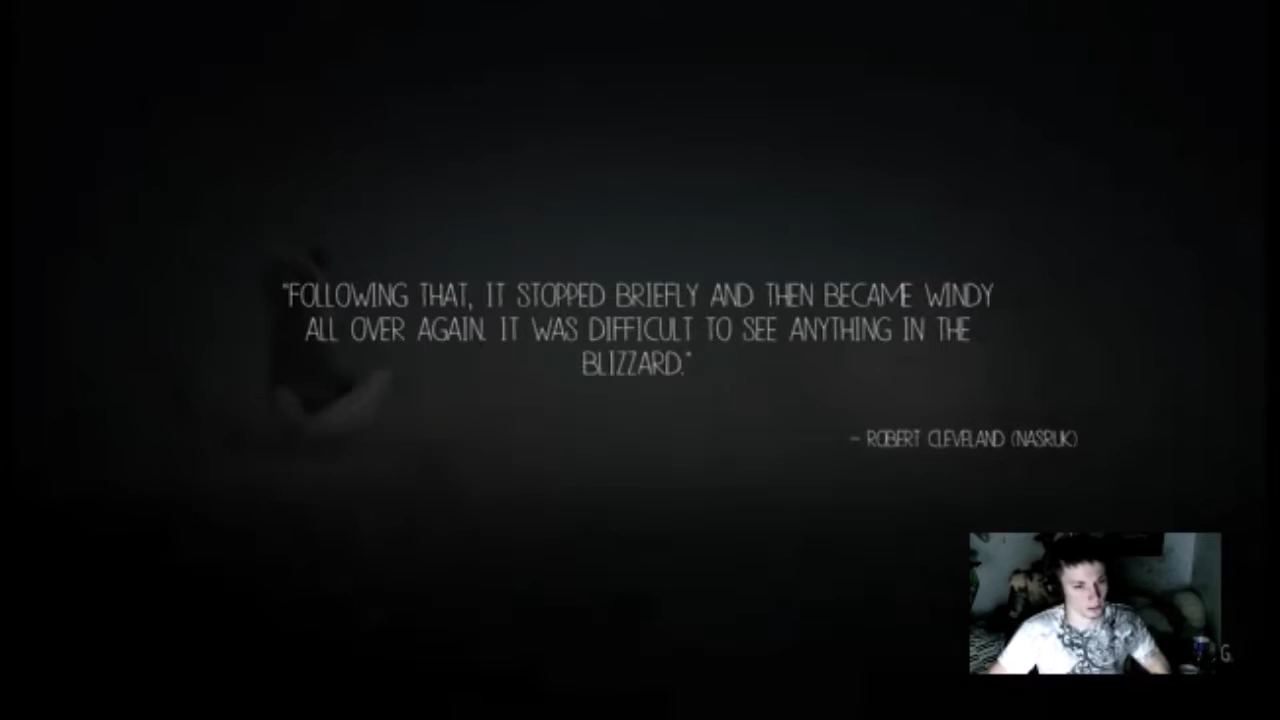 "FOLLOWING THAT, IT STOPPED BRIEFLY AND THEN BECAME WINDY
ALL OVER AGAIN. IT WAS DIFFICULT TO SEE ANYTHING IN THE
BLIZZARD."
- ROBERT CLEVELAND (NASRUK)
G